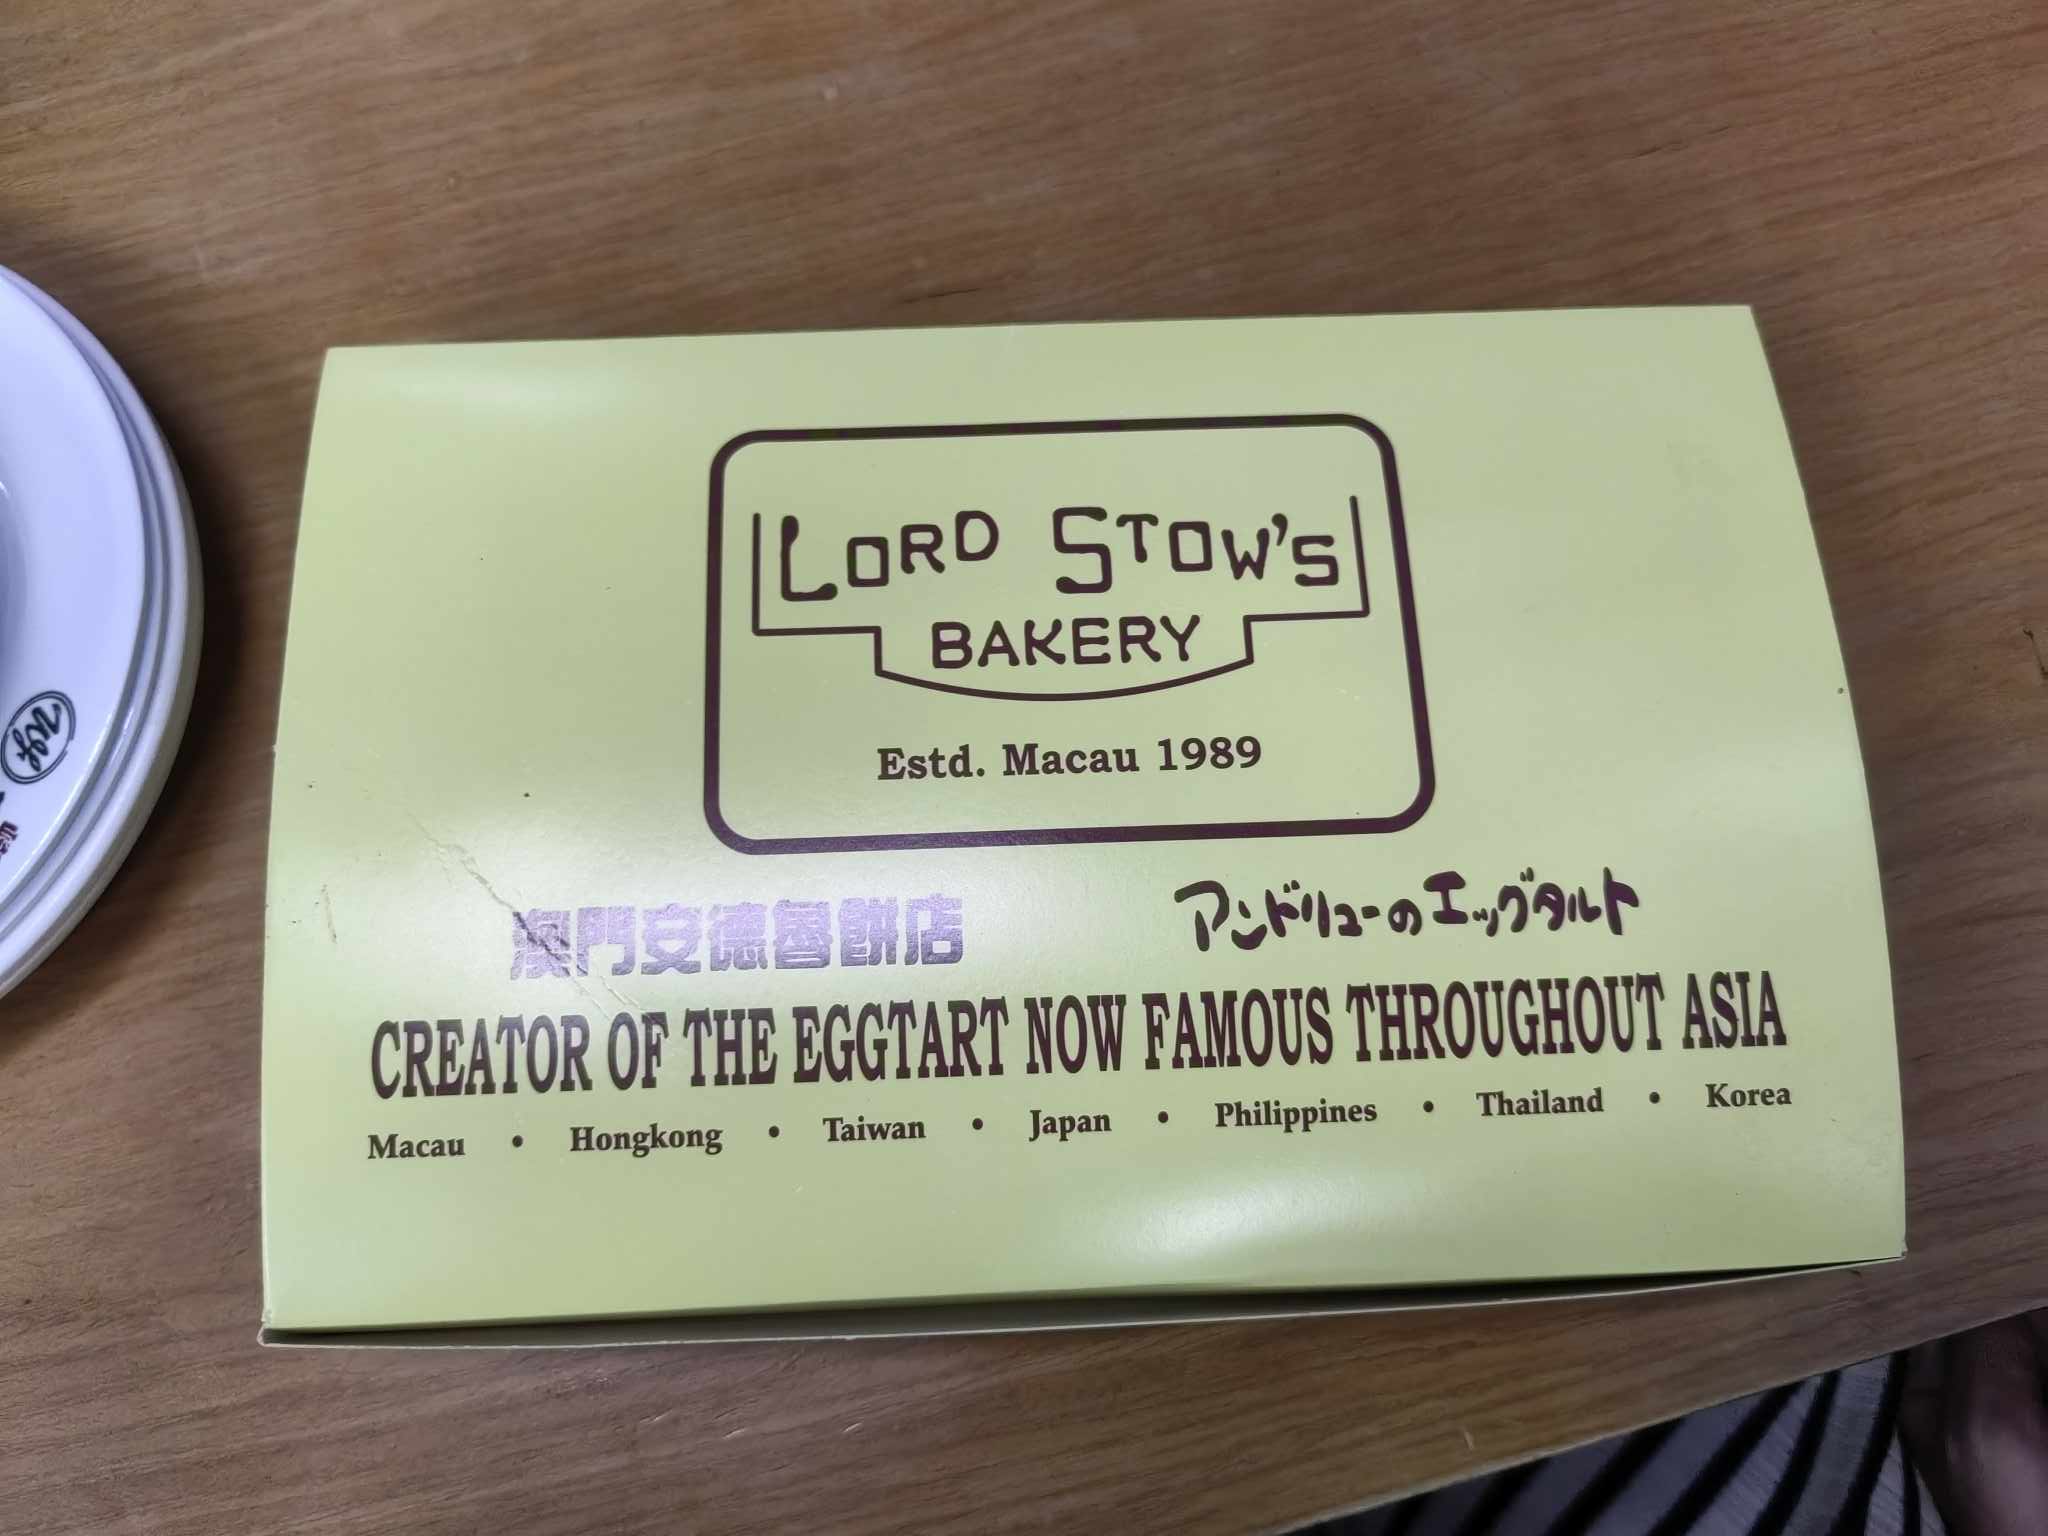 LORD STOW'S
BAKERY
Estd. Macau 1989
澳門安德魯餅店
アンドリューのエッグタルト
CREATOR OF THE EGGTART NOW FAMOUS THROUGHOUT ASIA
Macau • Hongkong • Taiwan • Japan • Philippines • Thailand • Korea